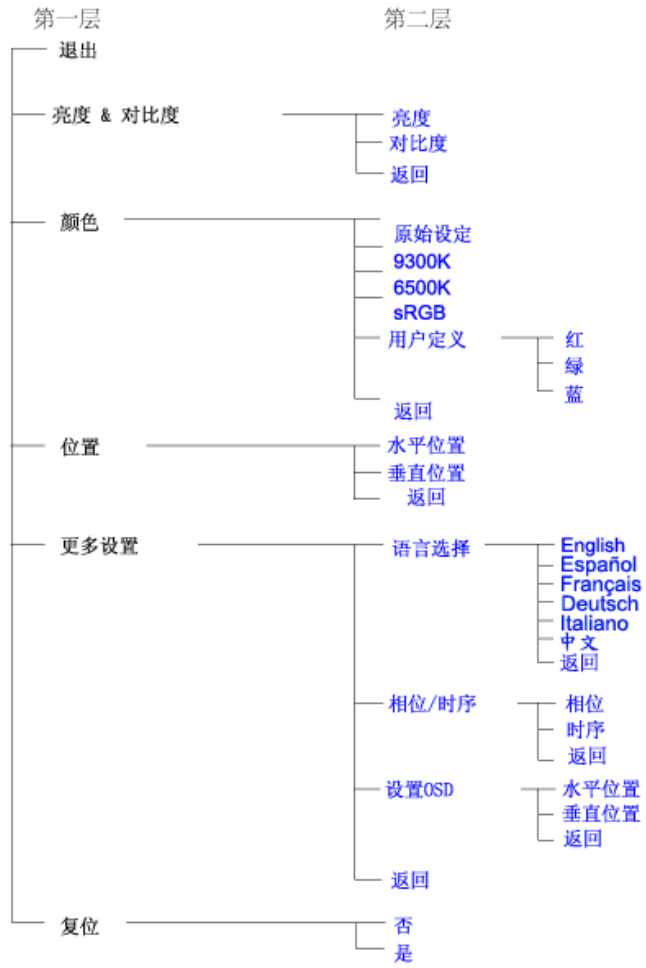 第一层 第二层
退出
亮度 & 对比度
亮度
对比度
返回
颜色
原始设定
9300K
6500K
sRGB
用户定义
红
绿
蓝
返回
位置
水平位置
垂直位置
返回
更多设置
语言选择
English
Español
Français
Deutsch
Italiano
中文
返回
相位/时序
相位
时序
返回
设置OSD
水平位置
垂直位置
返回
返回
复位
否
是